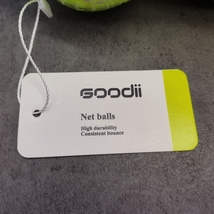 GOODii
Net balls
High durability
Consistent bounce